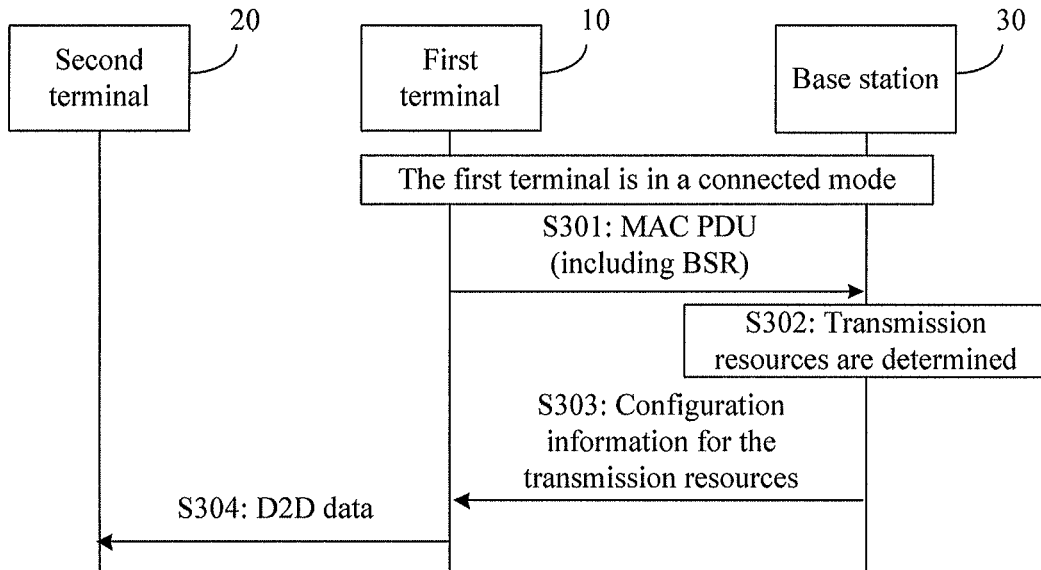 20
10
30
Second
terminal
First
terminal
Base station
The first terminal is in a connected mode
S301: MAC PDU
(including BSR)
S302: Transmission
resources are determined
S303: Configuration
information for the
transmission resources
S304: D2D data